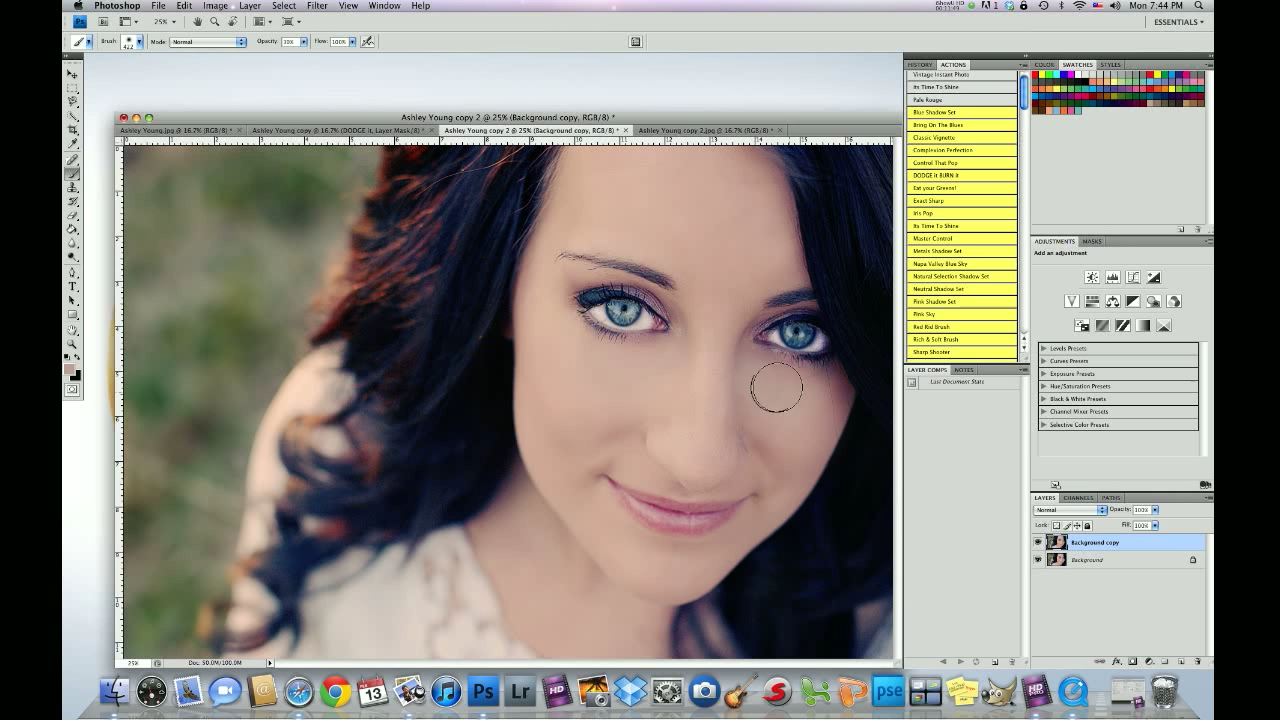 Photoshop File Edit Image Layer Select Filter Analysis View Window Help
Mon 7:44 PM
25%
ESSENTIALS
Brush: Mode: Normal Opacity: Flow: 100%
Ashley Young copy 2 @ 25% (Background copy, RGB/8) *
Ashley Young.jpg @ 16.7% (RGB/8) *
Ashley Young copy @ 16.7% (DODGE it, Layer Mask/8) *
Ashley Young copy 2 @ 25% (Background copy, RGB/8) *
Ashley Young copy 2.jpg @ 16.7% (RGB/8) *
HISTORY ACTIONS
Vintage Instant Photo
Its Time To Shine
Pale Rouge
Blue Shadow Set
Bring On The Blues
Classic Vignette
Complexion Perfection
Control That Pop
DODGE it BURN it
Eat your Greens!
Exact Sharp
Iris Pop
Its Time To Shine
Master Control
Metals Shadow Set
Napa Valley Blue Sky
Natural Selection Shadow Set
Neutral Shadow Set
Pink Shadow Set
Pink Sky
Red Rid Brush
Rich & Soft Brush
Sharp Shooter
LAYER COMPS NOTES
Last Document State
COLOR SWATCHES STYLES
ADJUSTMENTS MASKS
Add an adjustment
Levels Presets
Curves Presets
Exposure Presets
Hue/Saturation Presets
Black & White Presets
Channel Mixer Presets
Selective Color Presets
LAYERS CHANNELS PATHS
Normal Opacity: 100%
Lock: Fill: 100%
Background copy
Background
25% Doc: 50.0M/100.0M
13
Ps
Lr
HD
pse